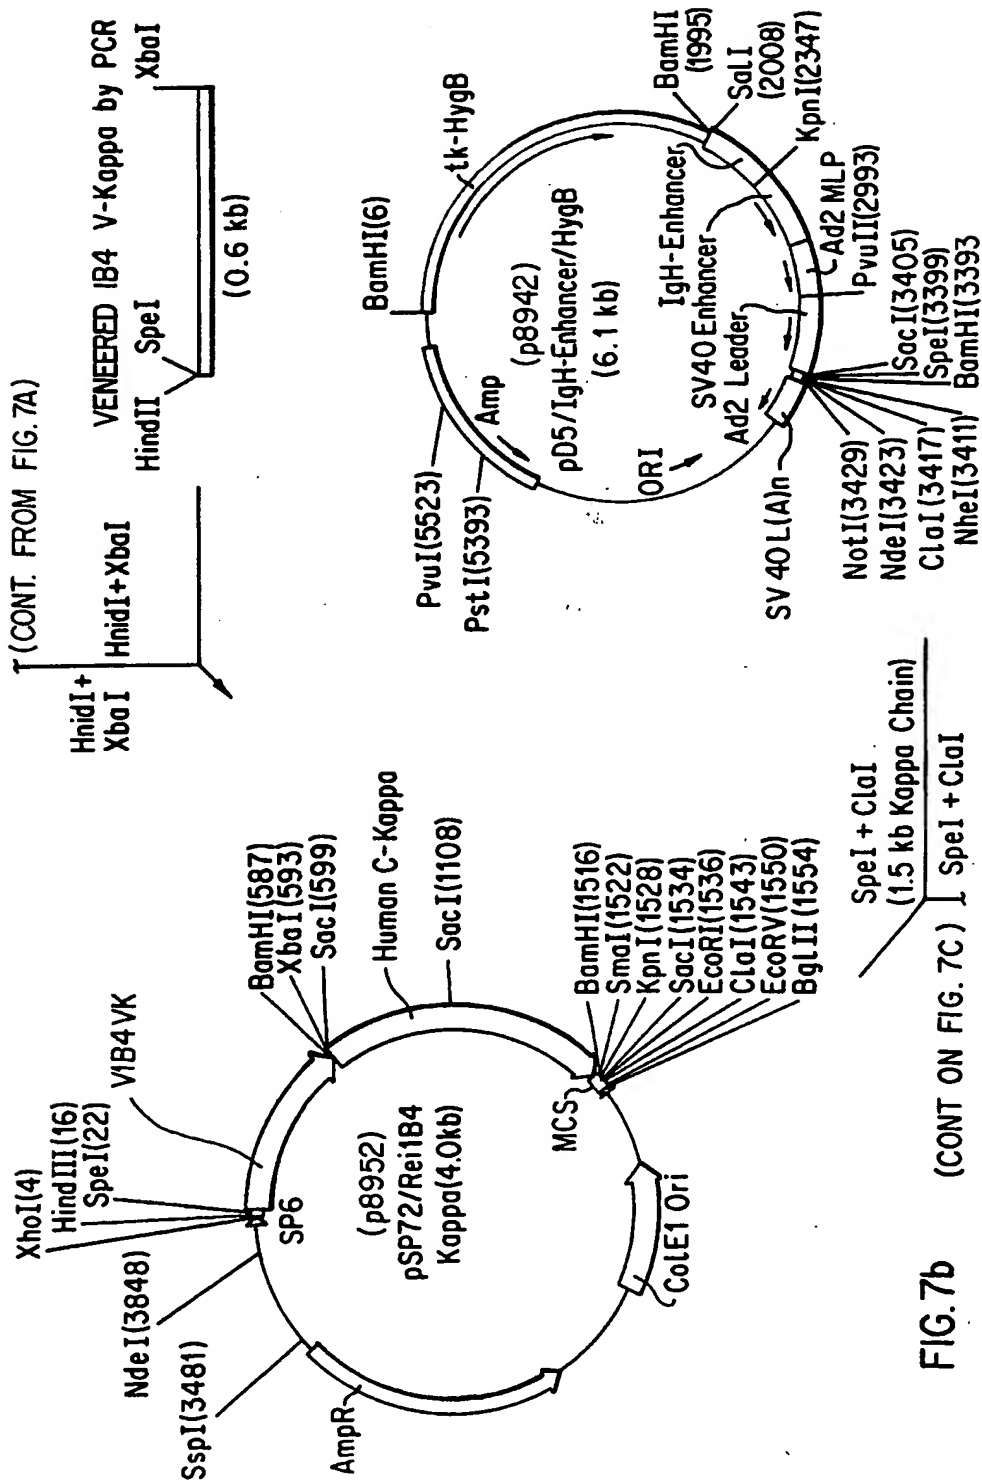 (CONT. FROM FIG. 7A)
HnidI+
XbaI
HnidI+XbaI
VENEERED IB4 V-Kappa by PCR
HindII
SpeI
XbaI
(0.6 kb)
XhoI(4)
HindIII(16)
SpeI(22)
V1B4VK
NdeI(3848)
SspI(3481)
SP6
BamHI(587)
XbaI(593)
SacI(599)
Human C-Kappa
SacI(1108)
(p8952)
pSP72/Rei1B4
Kappa(4.0kb)
AmpR
MCS
ColE1 Ori
BamHI(1516)
SmaI(1522)
KpnI(1528)
SacI(1534)
EcoRI(1536)
ClaI(1543)
EcoRV(1550)
BglII(1554)
BamHI(6)
tk-HygB
PvuI(5523)
PstI(5393)
Amp
(p8942)
pD5/IgH-Enhancer/HygB
(6.1 kb)
BamHI
(1995)
SalI
(2008)
KpnI(2347)
IgH-Enhancer
SV40 Enhancer
Ad2 Leader
Ad2 MLP
PvuII(2993)
ORI
SV 40 L(A)n
SacI(3405)
SpeI(3399)
BamHI(3393
NotI(3429)
NdeI(3423)
ClaI(3417)
NheI(3411)
SpeI + ClaI
(1.5 kb Kappa Chain)
SpeI + ClaI
(CONT ON FIG. 7C)
FIG. 7b